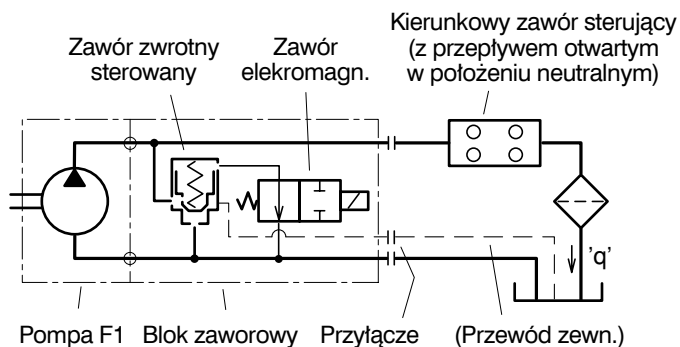 Kierunkowy zawór sterujący
(z przepływem otwartym
w położeniu neutralnym)
Zawór zwrotny
sterowany
Zawór
elekromagn.
'q'
Pompa F1
Blok zaworowy
Przyłącze
(Przewód zewn.)